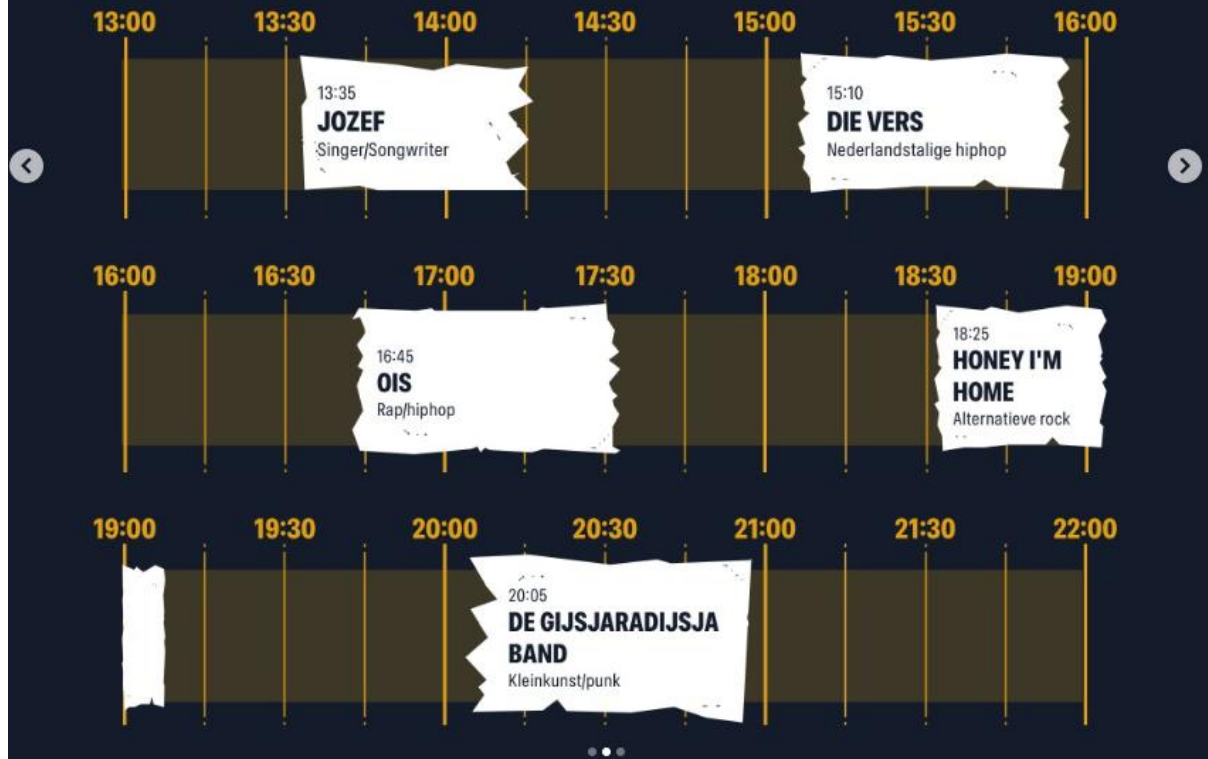 13:00 13:30 14:00 14:30 15:00 15:30 16:00
13:35
JOZEF
Singer/Songwriter
15:10
DIE VERS
Nederlandstalige hiphop
16:00 16:30 17:00 17:30 18:00 18:30 19:00
16:45
OIS
Rap/hiphop
18:25
HONEY I'M
HOME
Alternatieve rock
19:00 19:30 20:00 20:30 21:00 21:30 22:00
20:05
DE GIJSJARADIJSJA
BAND
Kleinkunst/punk